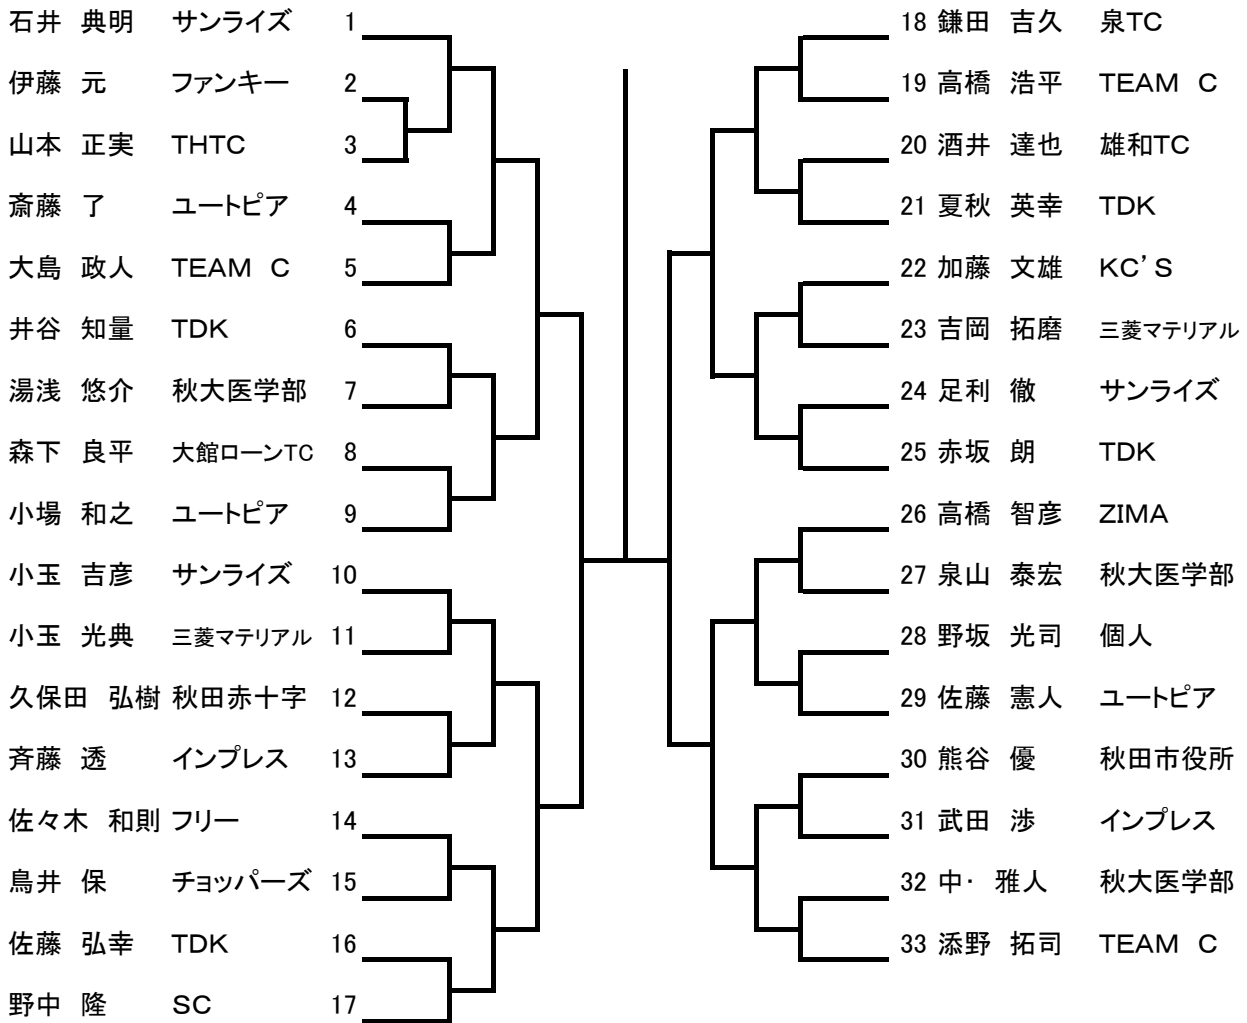 石井 典明 サンライズ 1
伊藤 元 ファンキー 2
山本 正実 THTC 3
斎藤 了 ユートピア 4
大島 政人 TEAM C 5
井谷 知量 TDK 6
湯浅 悠介 秋大医学部 7
森下 良平 大館ローンTC 8
小場 和之 ユートピア 9
小玉 吉彦 サンライズ 10
小玉 光典 三菱マテリアル 11
久保田 弘樹 秋田赤十字 12
斉藤 透 インプレス 13
佐々木 和則 フリー 14
鳥井 保 チョッパーズ 15
佐藤 弘幸 TDK 16
野中 隆 SC 17
18 鎌田 吉久 泉TC
19 高橋 浩平 TEAM C
20 酒井 達也 雄和TC
21 夏秋 英幸 TDK
22 加藤 文雄 KC'S
23 吉岡 拓磨 三菱マテリアル
24 足利 徹 サンライズ
25 赤坂 朗 TDK
26 高橋 智彦 ZIMA
27 泉山 泰宏 秋大医学部
28 野坂 光司 個人
29 佐藤 憲人 ユートピア
30 熊谷 優 秋田市役所
31 武田 渉 インプレス
32 中・ 雅人 秋大医学部
33 添野 拓司 TEAM C